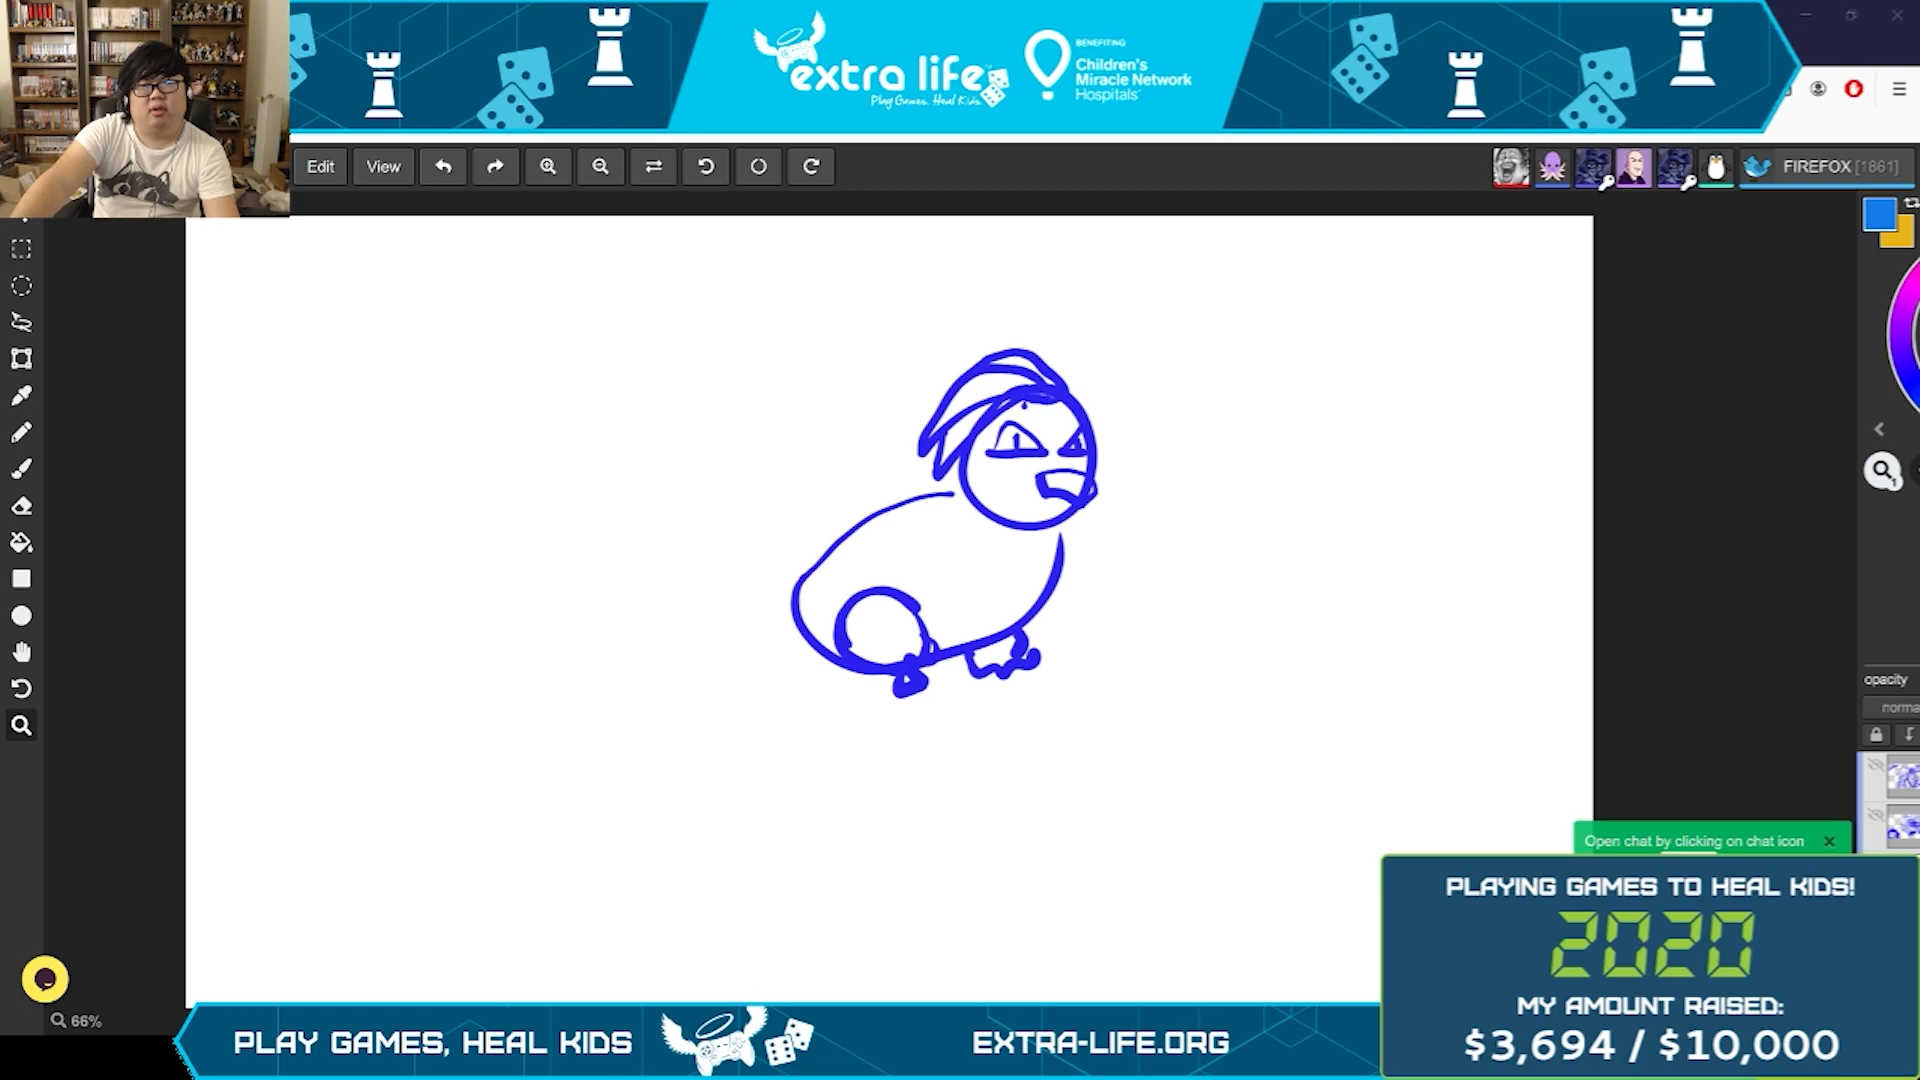 extra life
Play Games. Heal Kids.
BENEFITING
Children's
Miracle Network
Hospitals
Edit
View
FIREFOX [1861]
opacity
norma
Open chat by clicking on chat icon
PLAYING GAMES TO HEAL KIDS!
2020
MY AMOUNT RAISED:
$3,694 / $10,000
66%
PLAY GAMES, HEAL KIDS
EXTRA-LIFE.ORG